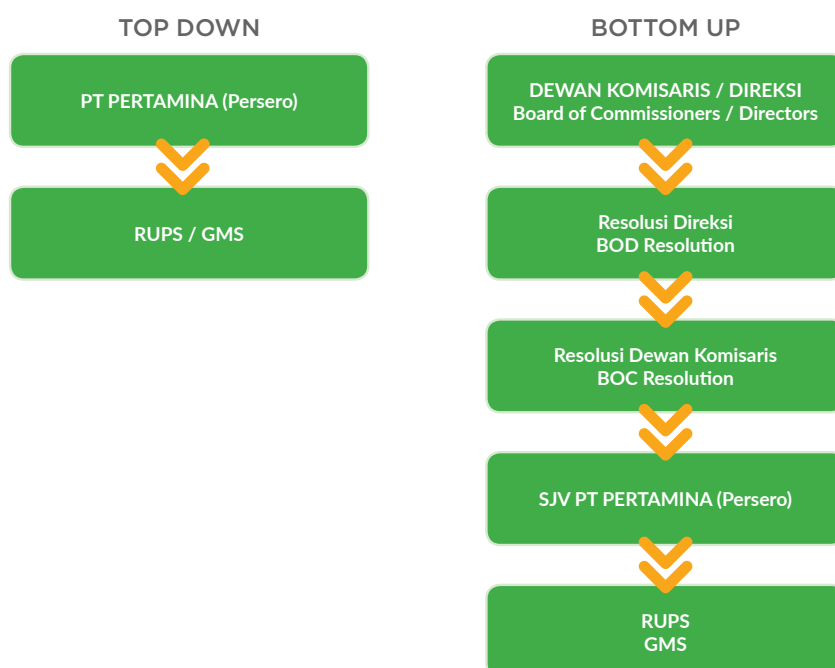 TOP DOWN
PT PERTAMINA (Persero)
RUPS / GMS
BOTTOM UP
DEWAN KOMISARIS / DIREKSI
Board of Commissioners / Directors
Resolusi Direksi
BOD Resolution
Resolusi Dewan Komisaris
BOC Resolution
SJV PT PERTAMINA (Persero)
RUPS
GMS